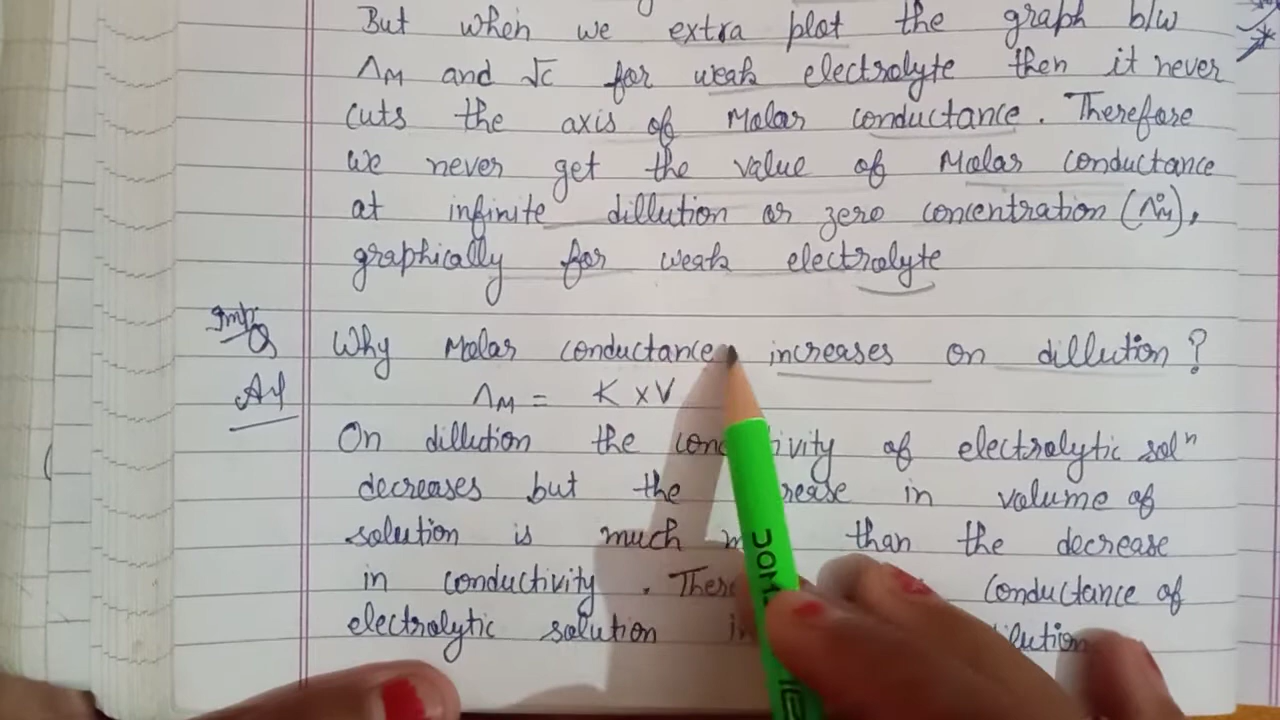 But when we extra plot the graph b/w
ΛM and √c for weak electrolyte then it never
cuts the axis of Molar conductance. Therefore
we never get the value of Molar conductance
at infinite dillution or zero concentration (Λ°M),
graphically for weak electrolyte
Imp. Q Why Molar conductance increases on dillution?
ΛM = K x V
On dillution the of electrolytic solⁿ
decreases but the in volume of
solution is much than the decrease
in conductivity. conductance of
electrolytic solution